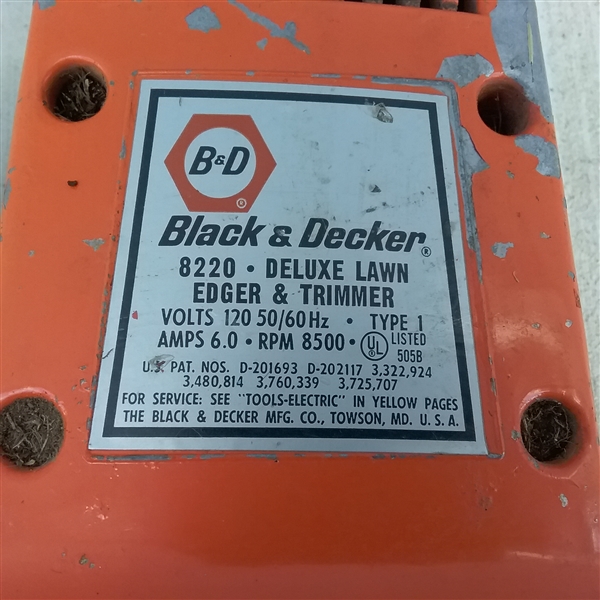 B&D
®
Black & Decker®
8220 • DELUXE LAWN
EDGER & TRIMMER
VOLTS 120 50/60 Hz • TYPE 1
AMPS 6.0 • RPM 8500 • UL LISTED
505B
U.S. PAT. NOS. D-201693 D-202117 3,322,924
3,480,814 3,760,339 3,725,707
FOR SERVICE: SEE "TOOLS-ELECTRIC" IN YELLOW PAGES
THE BLACK & DECKER MFG. CO., TOWSON, MD. U.S.A.